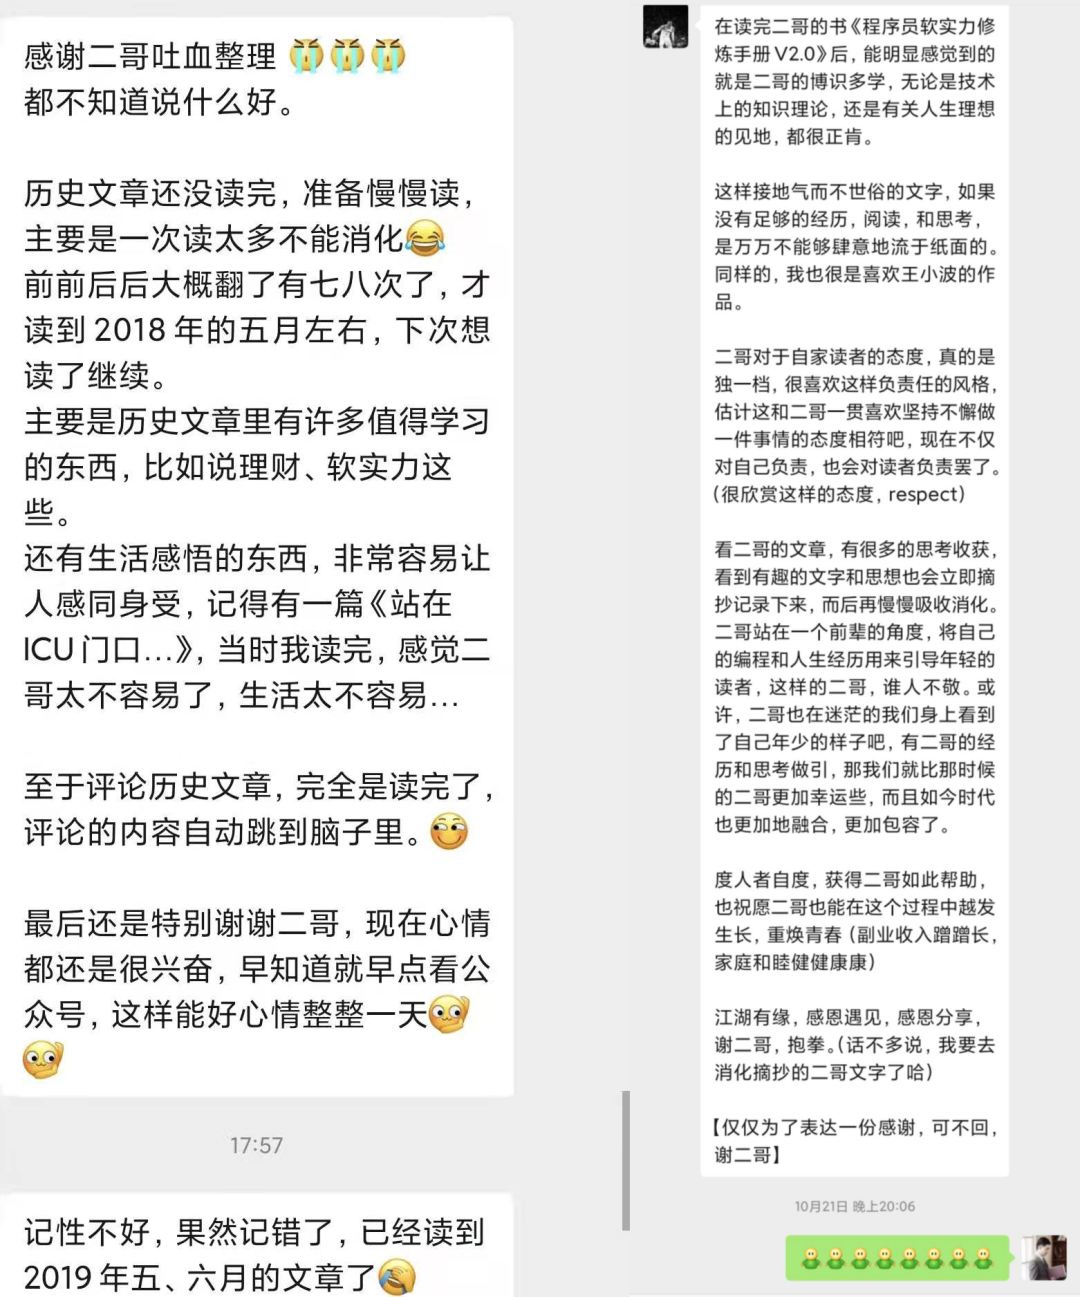 感谢二哥吐血整理
都不知道说什么好。
历史文章还没读完，准备慢慢读，
主要是一次读太多不能消化
前前后后大概翻了有七八次了，才
读到 2018 年的五月左右，下次想
读了继续。
主要是历史文章里有许多值得学习
的东西，比如说理财、软实力这
些。
还有生活感悟的东西，非常容易让
人感同身受，记得有一篇《站在
ICU 门口...》，当时我读完，感觉二
哥太不容易了，生活太不容易...
至于评论历史文章，完全是读完了，
评论的内容自动跳到脑子里。
最后还是特别谢谢二哥，现在心情
都还是很兴奋，早知道就早点看公
众号，这样能好心情整整一天
17:57
记性不好，果然记错了，已经读到
2019 年五、六月的文章了
在读完二哥的书《程序员软实力修
炼手册 V2.0》后，能明显感觉到的
就是二哥的博识多学，无论是技术
上的知识理论，还是有关人生理想
的见地，都很正肯。
这样接地气而不世俗的文字，如果
没有足够的经历，阅读，和思考，
是万万不能够肆意地流于纸面的。
同样的，我也很是喜欢王小波的作
品。
二哥对于自家读者的态度，真的是
独一档，很喜欢这样负责任的风格，
估计这和二哥一贯喜欢坚持不懈做
一件事情的态度相符吧，现在不仅
对自己负责，也会对读者负责罢了。
（很欣赏这样的态度，respect）
看二哥的文章，有很多的思考收获，
看到有趣的文字和思想也会立即摘
抄记录下来，而后再慢慢吸收消化。
二哥站在一个前辈的角度，将自己
的编程和人生经历用来引导年轻的
读者，这样的二哥，谁人不敬。或
许，二哥也在迷茫的我们身上看到
了自己年少的样子吧，有二哥的经
历和思考做引，那我们就比那时候
的二哥更加幸运些，而且如今时代
也更加地融合，更加包容了。
度人者自度，获得二哥如此帮助，
也祝愿二哥也能在这个过程中越发
生长，重焕青春（副业收入蹭蹭长，
家庭和睦健健康康）
江湖有缘，感恩遇见，感恩分享，
谢二哥，抱拳。（话不多说，我要去
消化摘抄的二哥文字了哈）
【仅仅为了表达一份感谢，可不回，
谢二哥】
10月21日 晚上20:06